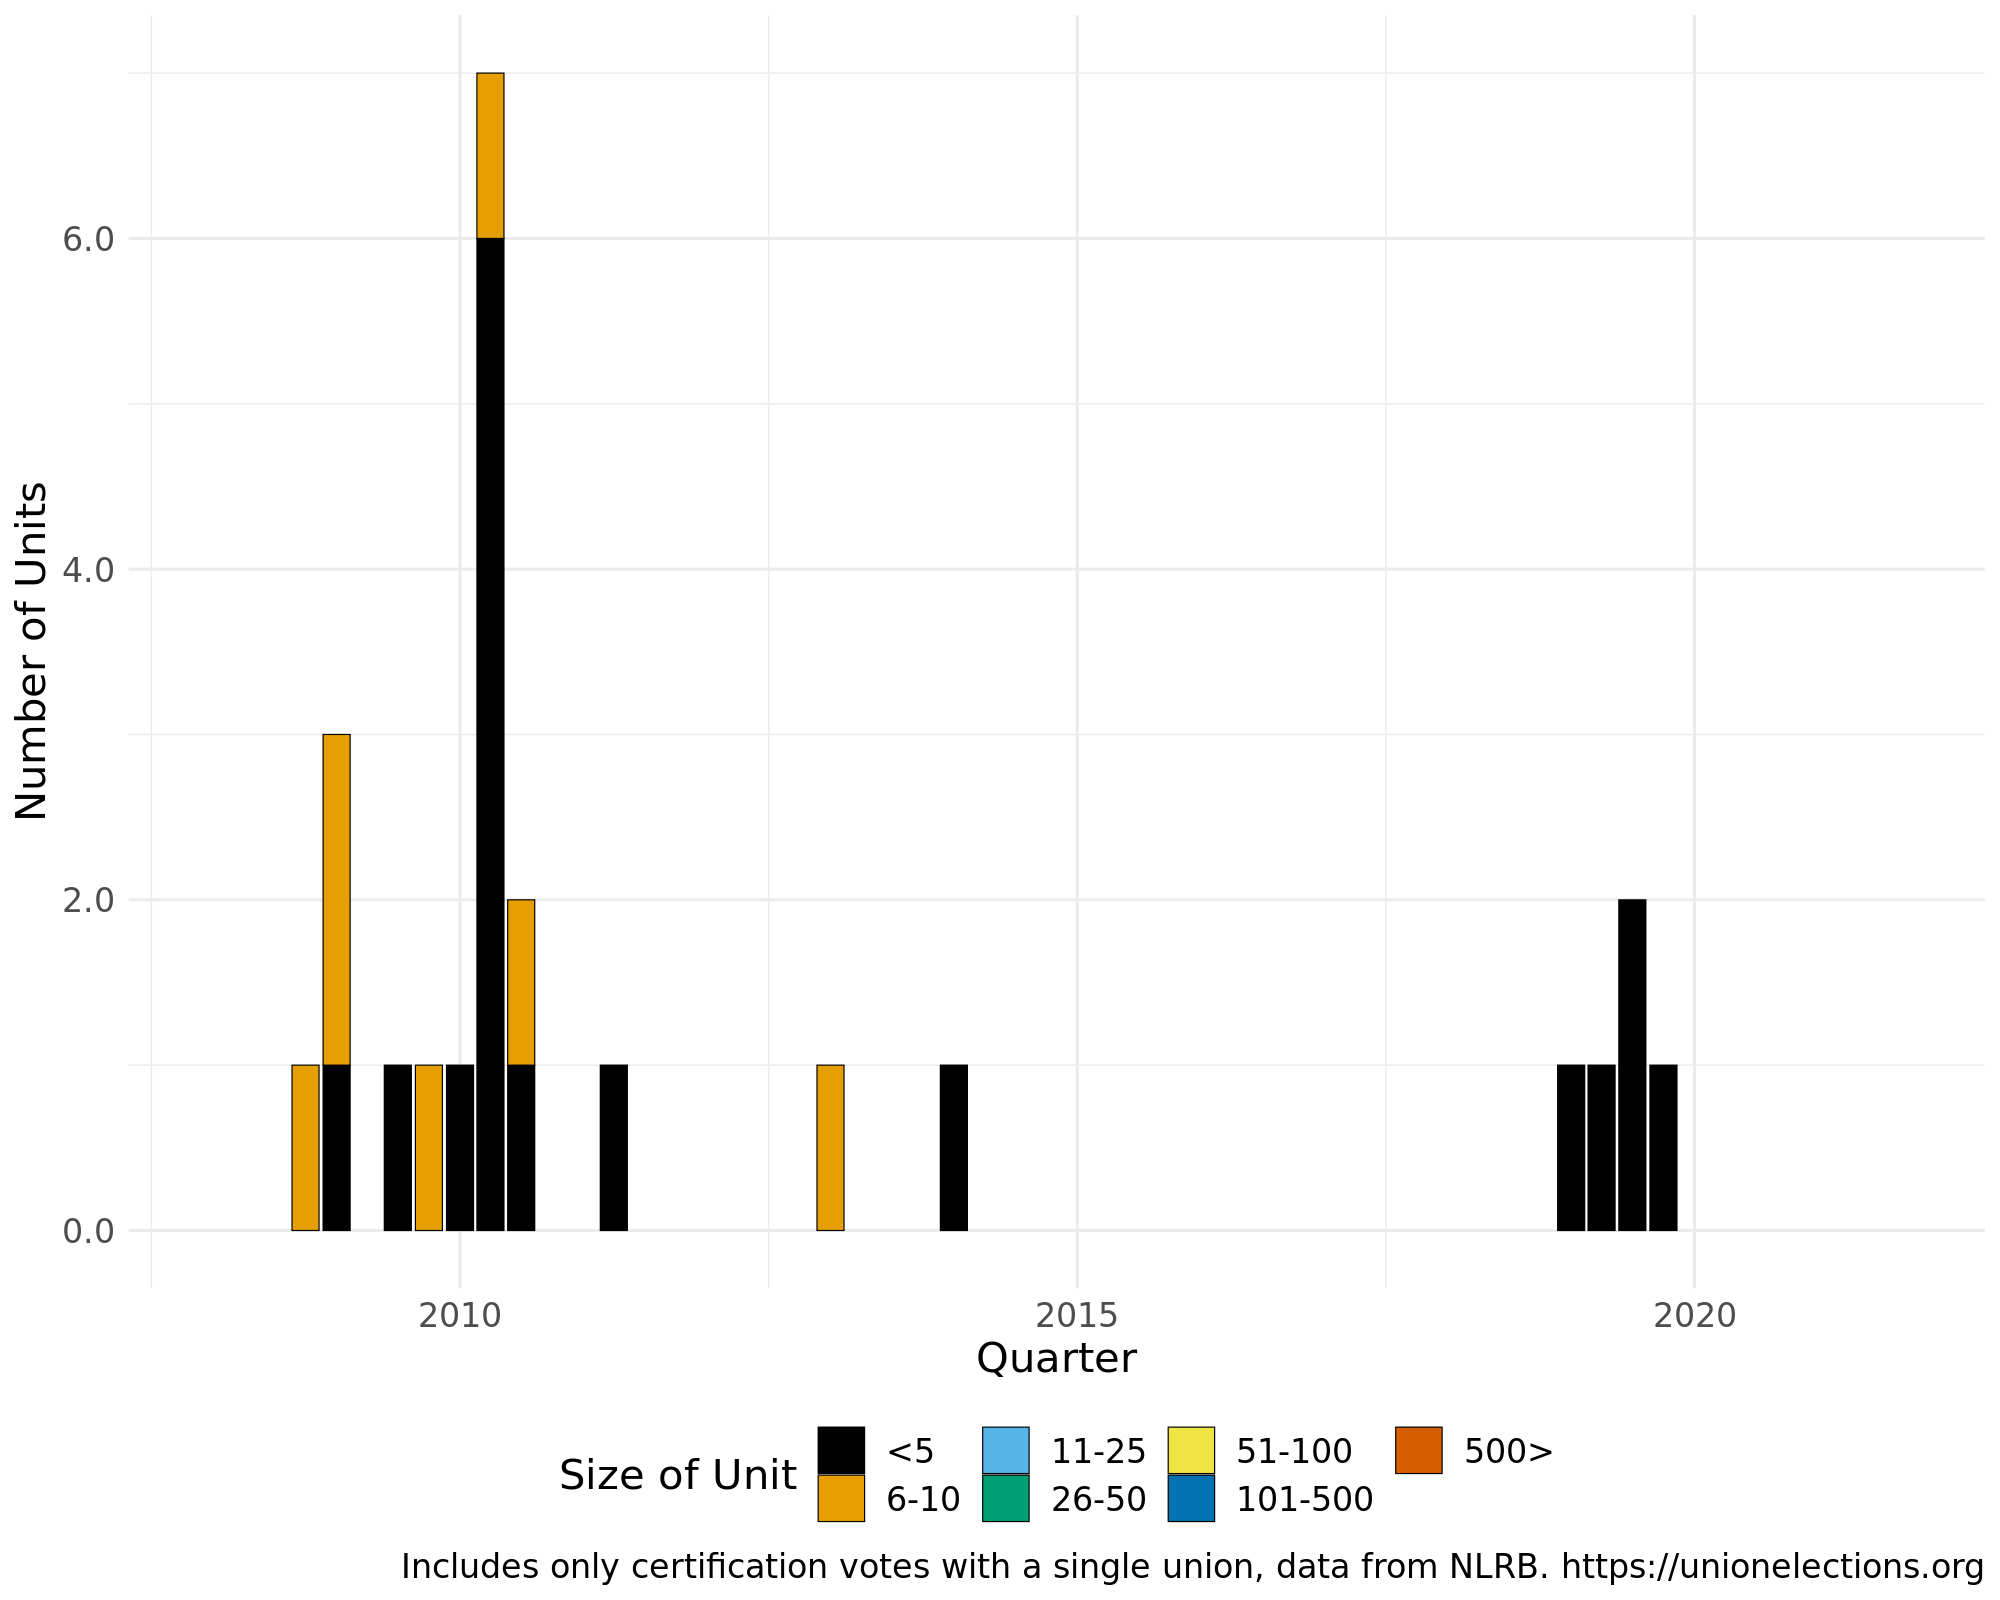 6.0
4.0
2.0
0.0
Number of Units
2010 2015 2020
Quarter
Size of Unit
<5 11-25 51-100 500>
6-10 26-50 101-500
Includes only certification votes with a single union, data from NLRB. https://unionelections.org